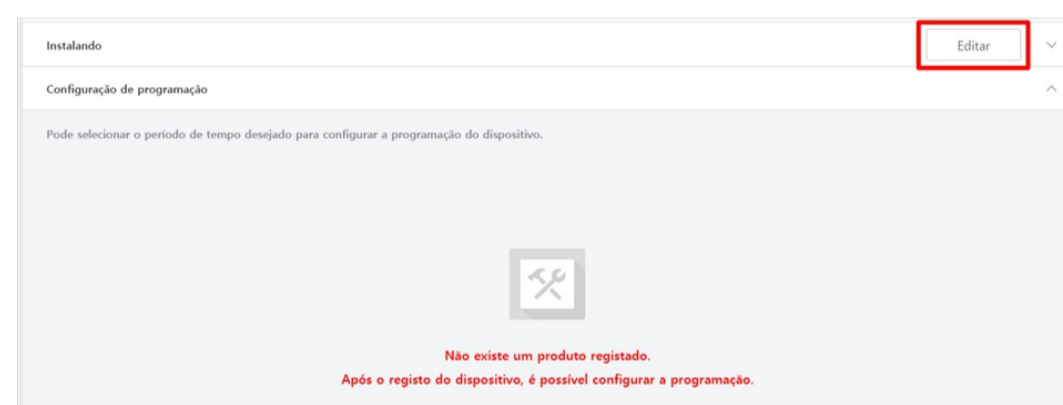 Instalando
Editar
Configuração de programação
Pode selecionar o período de tempo desejado para configurar a programação do dispositivo.
Não existe um produto registado.
Após o registo do dispositivo, é possível configurar a programação.